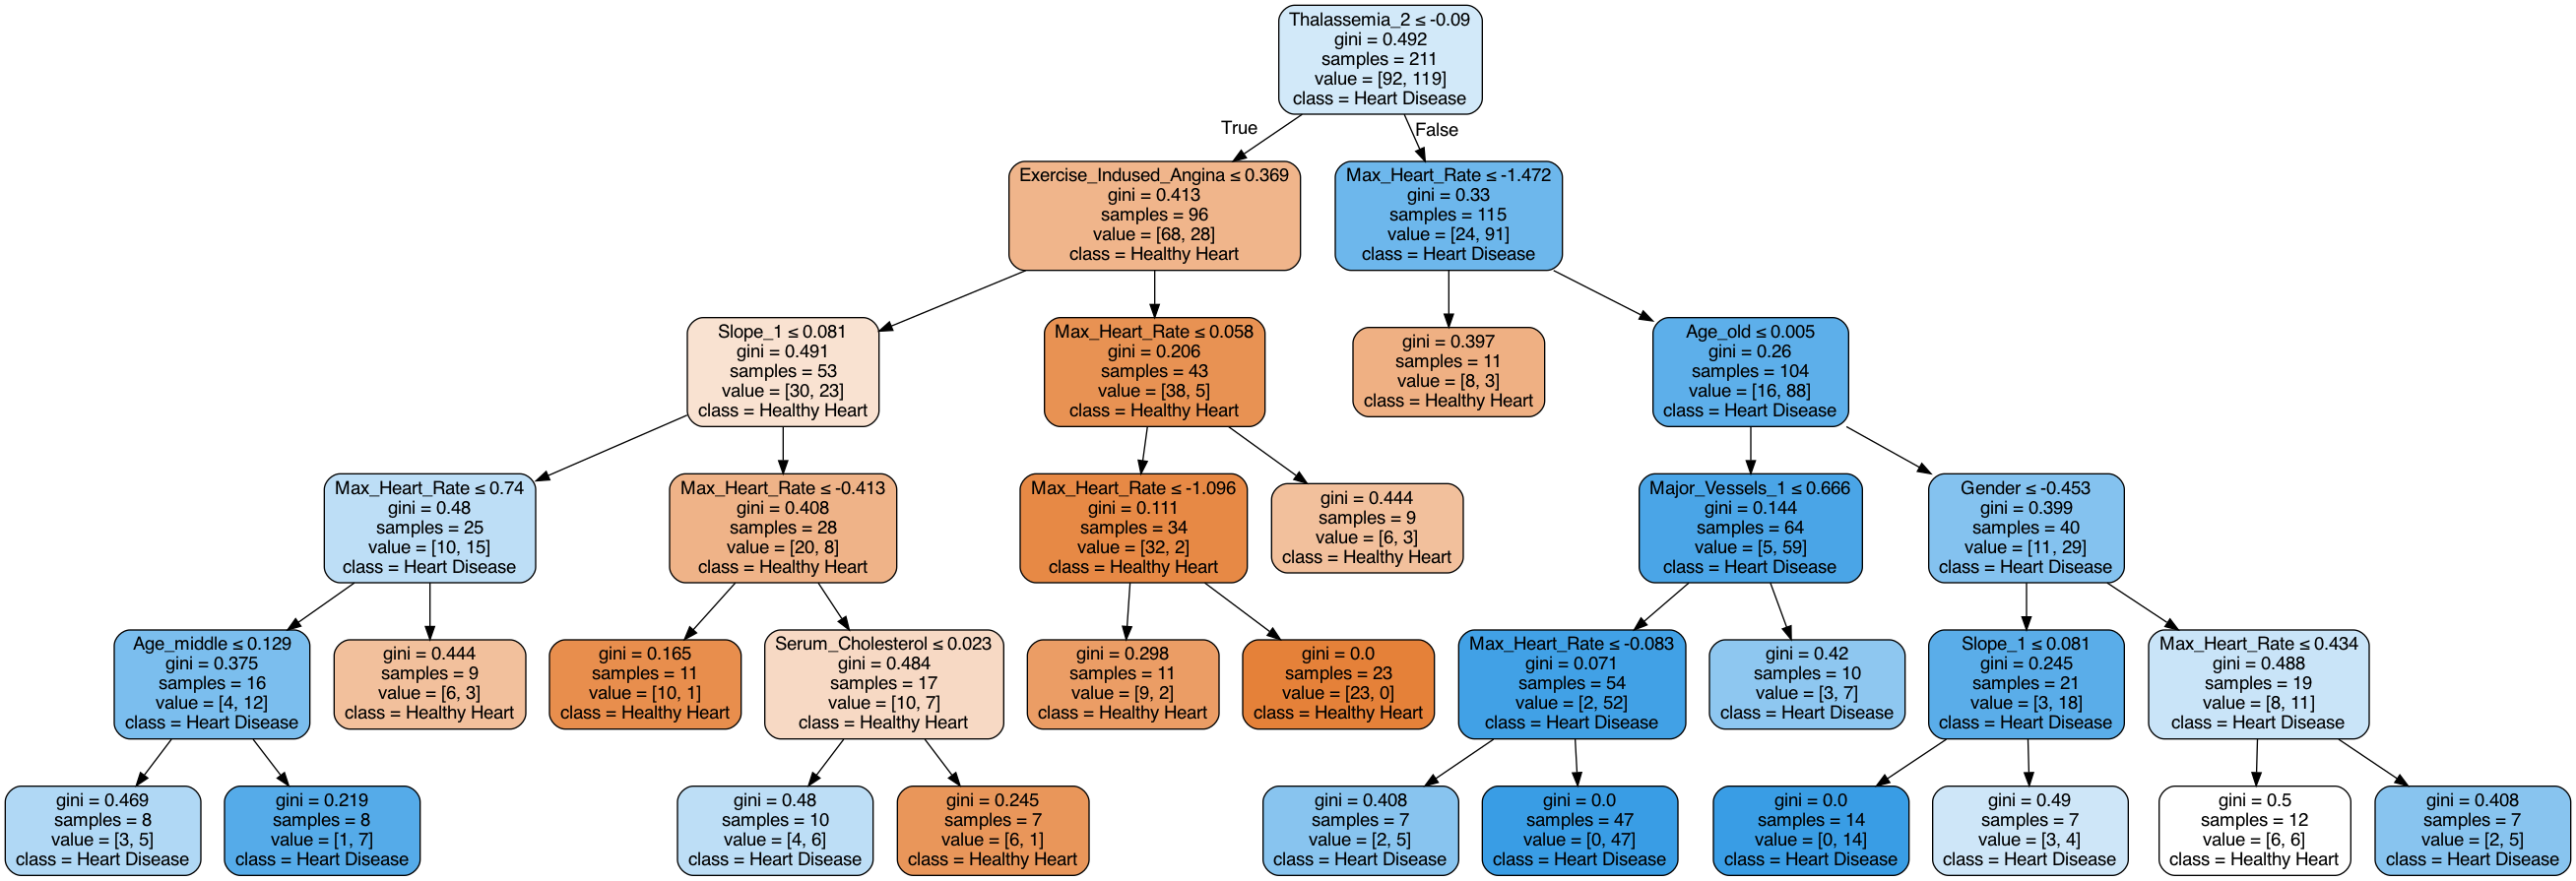 Thalassemia_2 ≤ -0.09
gini = 0.492
samples = 211
value = [92, 119]
class = Heart Disease
True
False
Exercise_Indused_Angina ≤ 0.369
gini = 0.413
samples = 96
value = [68, 28]
class = Healthy Heart
Max_Heart_Rate ≤ -1.472
gini = 0.33
samples = 115
value = [24, 91]
class = Heart Disease
Slope_1 ≤ 0.081
gini = 0.491
samples = 53
value = [30, 23]
class = Healthy Heart
Max_Heart_Rate ≤ 0.058
gini = 0.206
samples = 43
value = [38, 5]
class = Healthy Heart
gini = 0.397
samples = 11
value = [8, 3]
class = Healthy Heart
Age_old ≤ 0.005
gini = 0.26
samples = 104
value = [16, 88]
class = Heart Disease
Max_Heart_Rate ≤ 0.74
gini = 0.48
samples = 25
value = [10, 15]
class = Heart Disease
Max_Heart_Rate ≤ -0.413
gini = 0.408
samples = 28
value = [20, 8]
class = Healthy Heart
Max_Heart_Rate ≤ -1.096
gini = 0.111
samples = 34
value = [32, 2]
class = Healthy Heart
gini = 0.444
samples = 9
value = [6, 3]
class = Healthy Heart
Major_Vessels_1 ≤ 0.666
gini = 0.144
samples = 64
value = [5, 59]
class = Heart Disease
Gender ≤ -0.453
gini = 0.399
samples = 40
value = [11, 29]
class = Heart Disease
Age_middle ≤ 0.129
gini = 0.375
samples = 16
value = [4, 12]
class = Heart Disease
gini = 0.444
samples = 9
value = [6, 3]
class = Healthy Heart
gini = 0.165
samples = 11
value = [10, 1]
class = Healthy Heart
Serum_Cholesterol ≤ 0.023
gini = 0.484
samples = 17
value = [10, 7]
class = Healthy Heart
gini = 0.298
samples = 11
value = [9, 2]
class = Healthy Heart
gini = 0.0
samples = 23
value = [23, 0]
class = Healthy Heart
Max_Heart_Rate ≤ -0.083
gini = 0.071
samples = 54
value = [2, 52]
class = Heart Disease
gini = 0.42
samples = 10
value = [3, 7]
class = Heart Disease
Slope_1 ≤ 0.081
gini = 0.245
samples = 21
value = [3, 18]
class = Heart Disease
Max_Heart_Rate ≤ 0.434
gini = 0.488
samples = 19
value = [8, 11]
class = Heart Disease
gini = 0.469
samples = 8
value = [3, 5]
class = Heart Disease
gini = 0.219
samples = 8
value = [1, 7]
class = Heart Disease
gini = 0.48
samples = 10
value = [4, 6]
class = Heart Disease
gini = 0.245
samples = 7
value = [6, 1]
class = Healthy Heart
gini = 0.408
samples = 7
value = [2, 5]
class = Heart Disease
gini = 0.0
samples = 47
value = [0, 47]
class = Heart Disease
gini = 0.0
samples = 14
value = [0, 14]
class = Heart Disease
gini = 0.49
samples = 7
value = [3, 4]
class = Heart Disease
gini = 0.5
samples = 12
value = [6, 6]
class = Healthy Heart
gini = 0.408
samples = 7
value = [2, 5]
class = Heart Disease